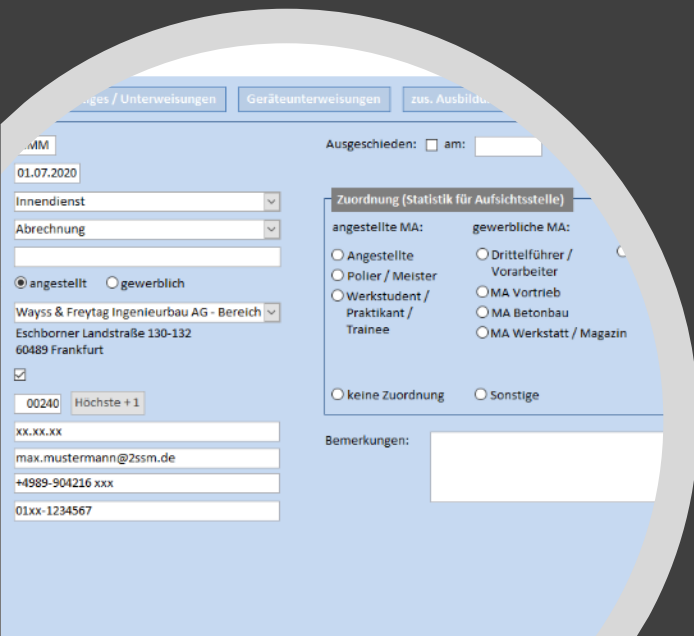 / Unterweisungen Geräteunterweisungen zus.
MM Ausgeschieden: am:
01.07.2020
Innendienst Zuordnung (Statistik für Aufsichtsstelle)
Abrechnung angestellte MA: gewerbliche MA:
Angestellte Drittelführer /
Vorarbeiter
Polier / Meister
angestellt gewerblich
Werkstudent / MA Vortrieb
Praktikant / MA Betonbau
Trainee MA Werkstatt / Magazin
Wayss & Freytag Ingenieurbau AG - Bereich
Eschborner Landstraße 130-132
60489 Frankfurt
keine Zuordnung Sonstige
00240 Höchste + 1
xx.xx.xx
Bemerkungen:
max.mustermann@2ssm.de
+4989-904216 xxx
01xx-1234567